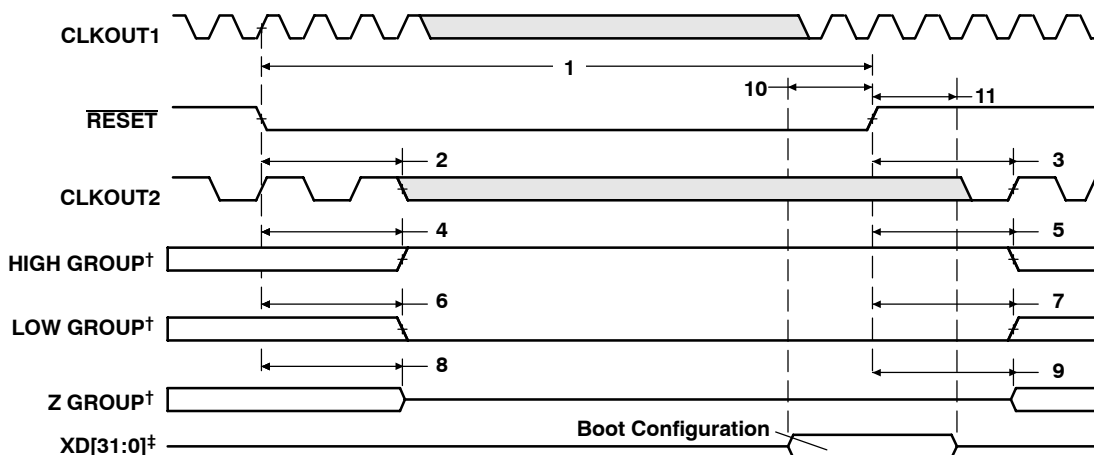 CLKOUT1
1
10
11
RESET
2
3
CLKOUT2
4
5
HIGH GROUP†
6
7
LOW GROUP†
8
9
Z GROUP†
Boot Configuration
XD[31:0]‡